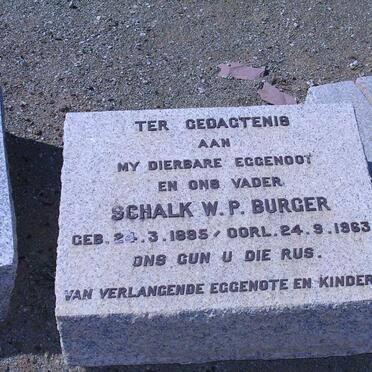 TER GEDAGTENIS
AAN
MY DIERBARE EGGENOOT
EN ONS VADER
SCHALK W.P. BURGER
GEB. 24.3.1895/OORL. 24.9.1963
ONS GUN U DIE RUS.
VAN VERLANGENDE EGGENOTE EN KINDER